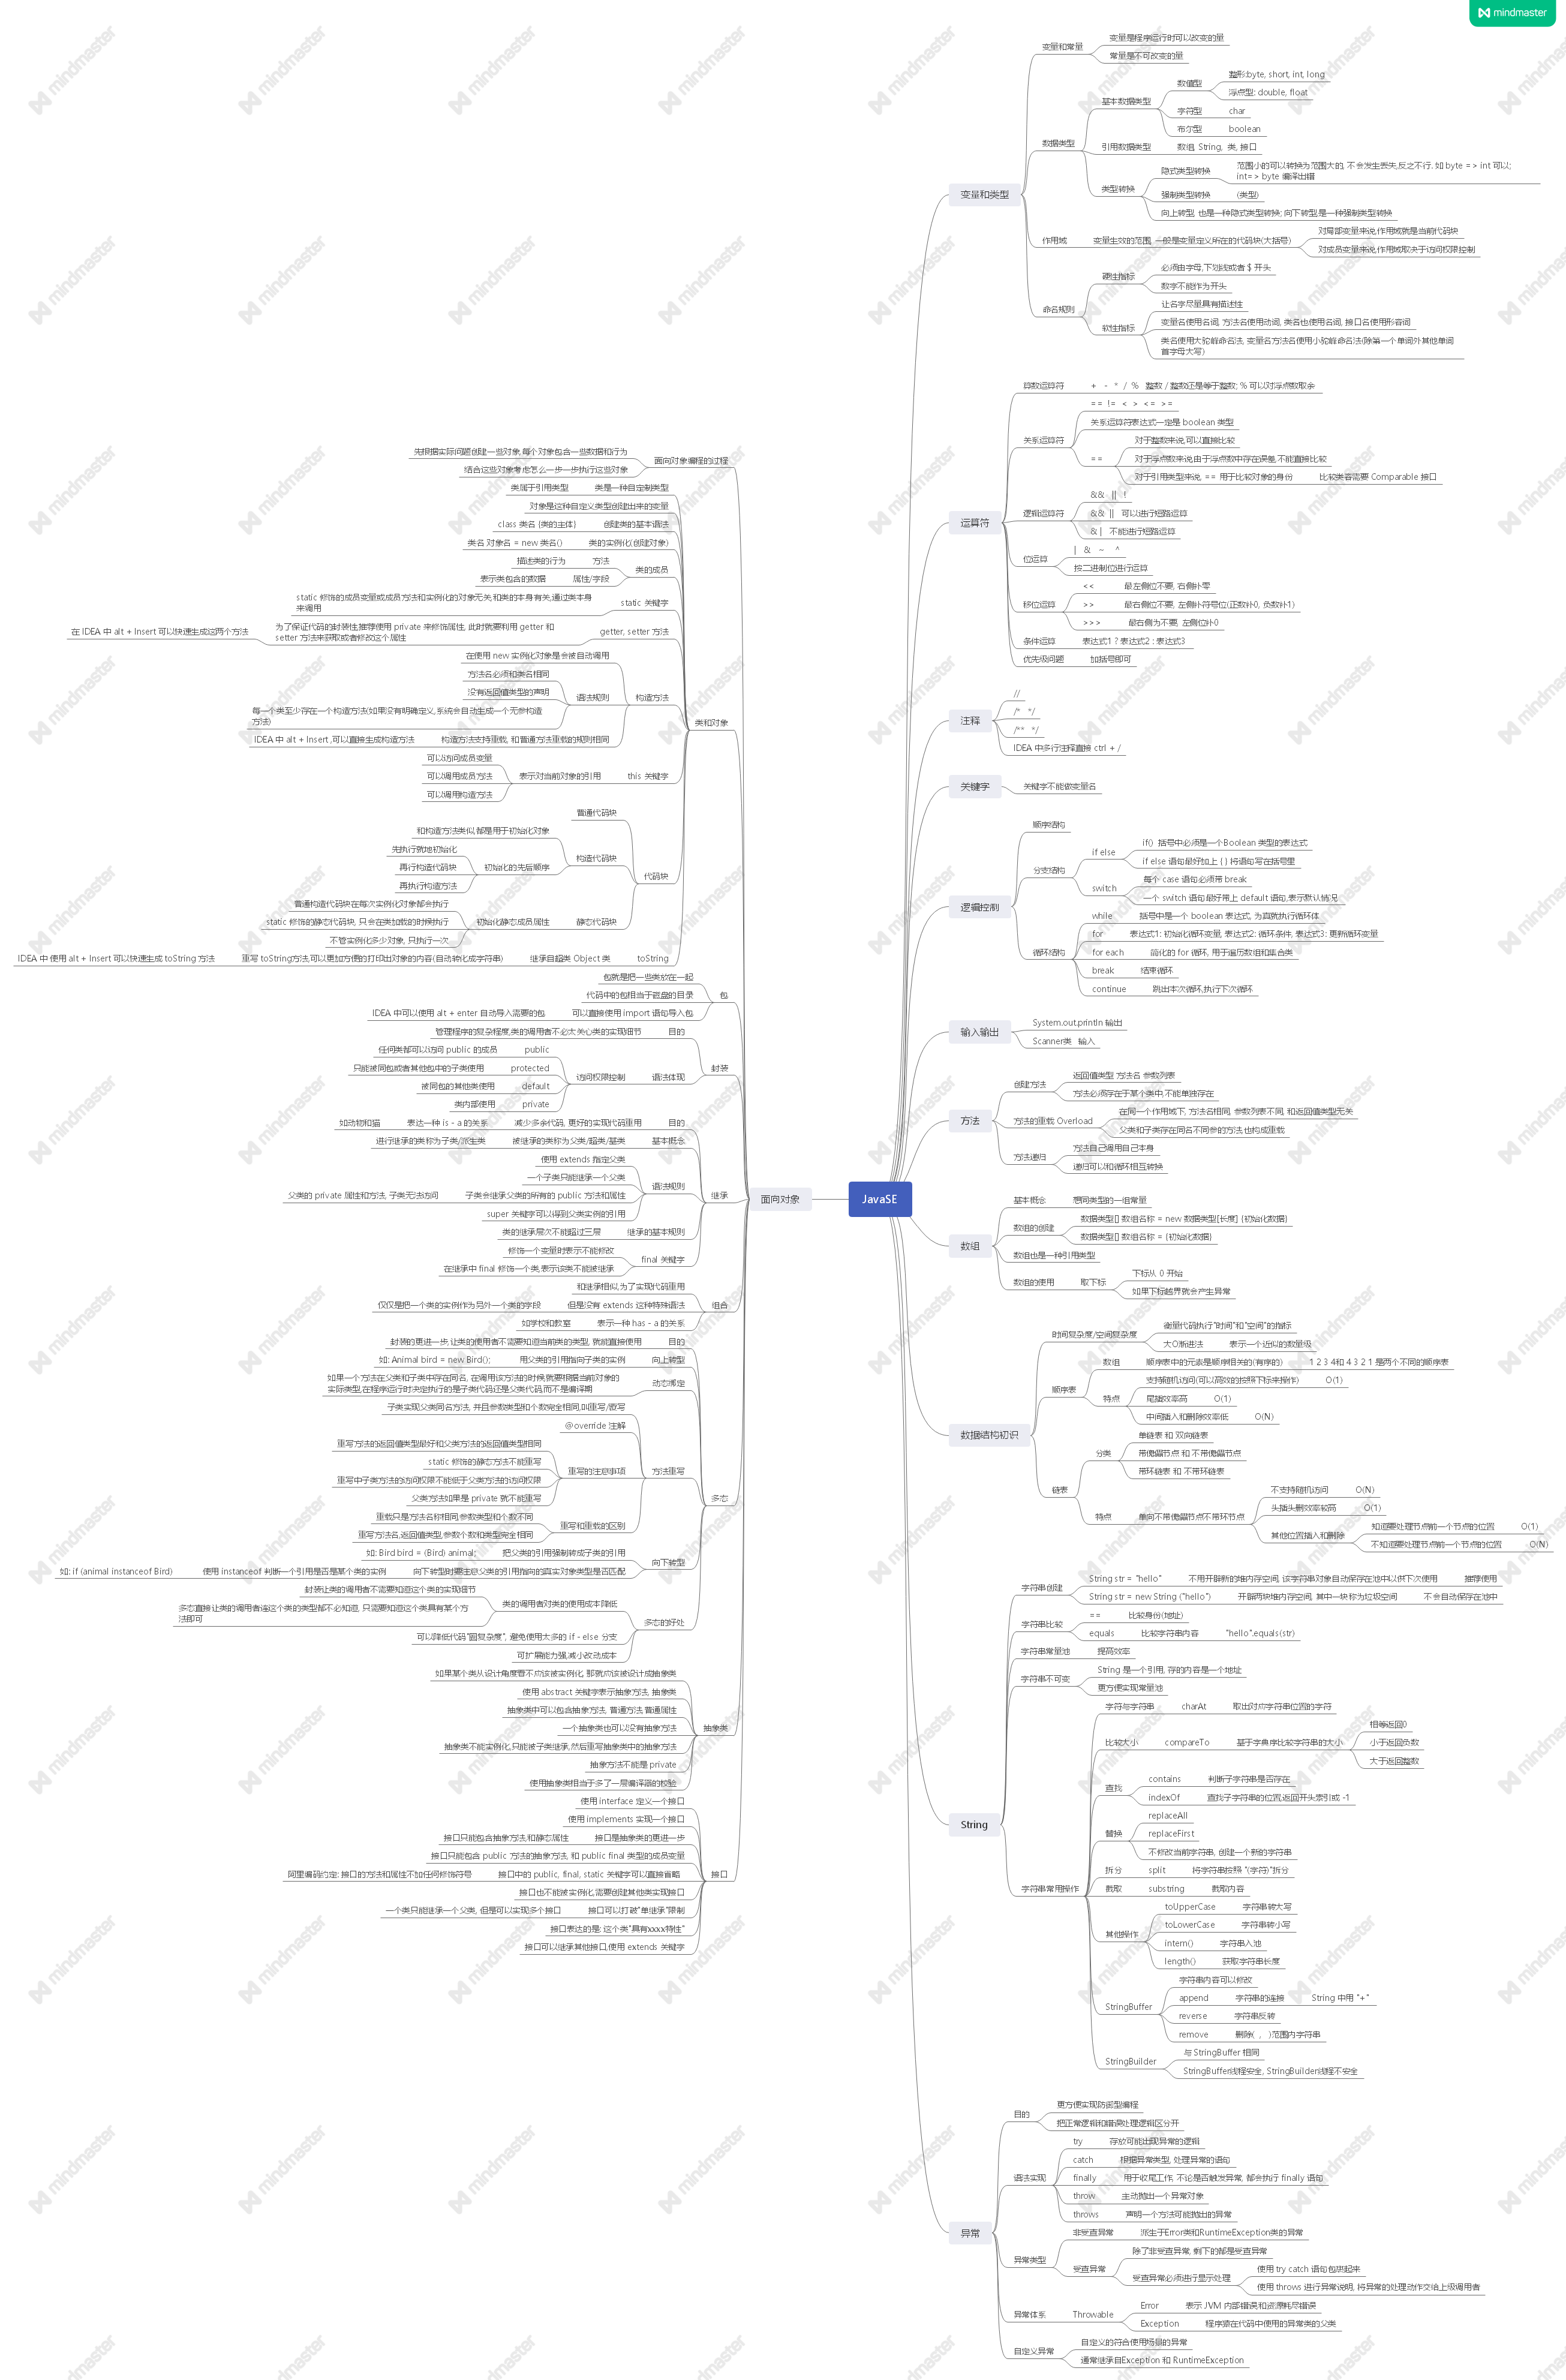 mindmaster
JavaSE
变量和类型
变量和常量
变量是程序运行时可以改变的量
常量是不可改变的量
数据类型
基本数据类型
数值型
整形:byte, short, int, long
浮点型: double, float
字符型
char
布尔型
boolean
引用数据类型
数组, String, 类, 接口
类型转换
隐式类型转换
范围小的可以转换为范围大的, 不会发生丢失,反之不行. 如 byte => int 可以;
int=> byte 编译出错
强制类型转换
(类型)
向上转型, 也是一种隐式类型转换; 向下转型,是一种强制类型转换
作用域
变量生效的范围, 一般是变量定义所在的代码块(大括号)
对局部变量来说,作用域就是当前代码块
对成员变量来说,作用域取决于访问权限控制
命名规则
硬性指标
必须由字母,下划线或者 $ 开头
数字不能作为开头
软性指标
让名字尽量具有描述性
变量名使用名词, 方法名使用动词, 类名也使用名词, 接口名使用形容词
类名使用大驼峰命名法, 变量名方法名使用小驼峰命名法(除第一个单词外其他单词
首字母大写)
运算符
算数运算符
+ - * / % 整数 / 整数还是等于整数; % 可以对浮点数取余
关系运算符
== != < > <= >=
关系运算符表达式一定是 boolean 类型
==
对于整数来说,可以直接比较
对于浮点数来说,由于浮点数中存在误差,不能直接比较
对于引用类型来说, == 用于比较对象的身份
比较类容需要 Comparable 接口
逻辑运算符
&& || !
&& || 可以进行短路运算
& | 不能进行短路运算
位运算
| & ~ ^
按二进制位进行运算
移位运算
<<
最左侧位不要, 右侧补零
>>
最右侧位不要, 左侧补符号位(正数补0, 负数补1)
>>>
最右侧为不要, 左侧位补0
条件运算
表达式1 ? 表达式2 : 表达式3
优先级问题
加括号即可
注释
//
/* */
/** */
IDEA 中多行注释直接 ctrl + /
关键字
关键字不能做变量名
逻辑控制
顺序结构
分支结构
if else
if() 括号中必须是一个Boolean 类型的表达式
if else 语句最好加上 { } 将语句写在括号里
switch
每个 case 语句必须带 break
一个 switch 语句最好带上 default 语句,表示默认情况
循环结构
while
括号中是一个 boolean 表达式, 为真就执行循环体
for
表达式1: 初始化循环变量, 表达式2: 循环条件, 表达式3: 更新循环变量
for each
简化的 for 循环, 用于遍历数组和集合类
break
结束循环
continue
跳出本次循环,执行下次循环
输入输出
System.out.println 输出
Scanner类 输入
方法
创建方法
返回值类型 方法名 参数列表
方法必须存在于某个类中,不能单独存在
方法的重载 Overload
在同一个作用域下, 方法名相同, 参数列表不同, 和返回值类型无关
父类和子类存在同名不同参的方法,也构成重载
方法递归
方法自己调用自己本身
递归可以和循环相互转换
数组
基本概念
想同类型的一组常量
数组的创建
数据类型[] 数组名称 = new 数据类型[长度] {初始化数据}
数据类型[] 数组名称 = {初始化数据}
数组也是一种引用类型
数组的使用
取下标
下标从 0 开始
如果下标越界就会产生异常
数据结构初识
时间复杂度/空间复杂度
衡量代码执行"时间"和"空间"的指标
大O渐进法
表示一个近似的数量级
顺序表
数组
顺序表中的元素是顺序相关的(有序的)
1 2 3 4和 4 3 2 1 是两个不同的顺序表
特点
支持随机访问(可以高效的按照下标来操作)
O(1)
尾插效率高
O(1)
中间插入和删除效率低
O(N)
链表
分类
单链表 和 双向链表
带傀儡节点 和 不带傀儡节点
带环链表 和 不带环链表
特点
单向不带傀儡节点不带环节点
不支持随机访问
O(N)
头插头删效率较高
O(1)
其他位置插入和删除
知道要处理节点前一个节点的位置
O(1)
不知道要处理节点前一个节点的位置
O(N)
String
字符串创建
String str = "hello"
不用开辟新的堆内存空间, 该字符串对象自动保存在池中以供下次使用
推荐使用
String str = new String ("hello")
开辟两块堆内存空间, 其中一块称为垃圾空间
不会自动保存在池中
字符串比较
==
比较身份(地址)
equals
比较字符串内容
"hello".equals(str)
字符串常量池
提高效率
字符串不可变
String 是一个引用, 存的内容是一个地址
更方便实现常量池
字符串常用操作
字符与字符串
charAt
取出对应字符串位置的字符
比较大小
compareTo
基于字典序比较字符串的大小
相等返回0
小于返回负数
大于返回整数
查找
contains
判断子字符串是否存在
indexOf
查找子字符串的位置,返回开头索引或 -1
替换
replaceAll
replaceFirst
不修改当前字符串, 创建一个新的字符串
拆分
split
将字符串按照 "(字符)"拆分
截取
substring
截取内容
其他操作
toUpperCase
字符串转大写
toLowerCase
字符串转小写
intern()
字符串入池
length()
获取字符串长度
StringBuffer
字符串内容可以修改
append
字符串的连接
String 中用 "+"
reverse
字符串反转
remove
删除( , )范围内字符串
StringBuilder
与 StringBuffer 相同
StringBuffer线程安全, StringBuilder线程不安全
异常
目的
更方便实现防御型编程
把正常逻辑和错误处理逻辑区分开
语法实现
try
存放可能出现异常的逻辑
catch
根据异常类型, 处理异常的语句
finally
用于收尾工作, 不论是否触发异常, 都会执行 finally 语句
throw
主动抛出一个异常对象
throws
声明一个方法可能抛出的异常
异常类型
非受查异常
派生于Error类和RuntimeException类的异常
受查异常
除了非受查异常, 剩下的都是受查异常
受查异常必须进行显示处理
使用 try catch 语句包裹起来
使用 throws 进行异常说明, 将异常的处理动作交给上级调用者
异常体系
Throwable
Error
表示 JVM 内部错误和资源耗尽错误
Exception
程序猿在代码中使用的异常类的父类
自定义异常
自定义的符合使用场景的异常
通常继承自Exception 和 RuntimeException
面向对象
面向对象编程的过程
先根据实际问题创建一些对象,每个对象包含一些数据和行为
结合这些对象考虑怎么一步一步执行这些对象
类和对象
类是一种自定制类型
类属于引用类型
对象是这种自定义类型创建出来的变量
创建类的基本语法
class 类名 {类的主体}
类的实例化(创建对象)
类名 对象名 = new 类名()
类的成员
方法
描述类的行为
属性/字段
表示类包含的数据
static 关键字
static 修饰的成员变量或成员方法和实例化的对象无关,和类的本身有关,通过类本身
来调用
getter, setter 方法
为了保证代码的封装性,推荐使用 private 来修饰属性, 此时就要利用 getter 和
setter 方法来获取或者修改这个属性
在 IDEA 中 alt + Insert 可以快速生成这两个方法
构造方法
在使用 new 实例化对象是会被自动调用
语法规则
方法名必须和类名相同
没有返回值类型的声明
每一个类至少存在一个构造方法(如果没有明确定义,系统会自动生成一个无参构造
方法)
构造方法支持重载, 和普通方法重载的规则相同
IDEA 中 alt + Insert ,可以直接生成构造方法
this 关键字
表示对当前对象的引用
可以访问成员变量
可以调用成员方法
可以调用构造方法
代码块
普通代码块
构造代码块
和构造方法类似,都是用于初始化对象
初始化的先后顺序
先执行就地初始化
再行构造代码块
再执行构造方法
静态代码块
初始化静态成员属性
普通构造代码块在每次实例化对象都会执行
static 修饰的静态代码块, 只会在类加载的时候执行
不管实例化多少对象, 只执行一次
toString
继承自超类 Object 类
重写 toString方法,可以更加方便的打印出对象的内容(自动转化成字符串)
IDEA 中 使用 alt + Insert 可以快速生成 toString 方法
包
包就是把一些类放在一起
代码中的包相当于磁盘的目录
可以直接使用 import 语句导入包
IDEA 中可以使用 alt + enter 自动导入需要的包
封装
目的
管理程序的复杂程度,类的调用者不必太关心类的实现细节
语法体现
访问权限控制
public
任何类都可以访问 public 的成员
protected
只能被同包或者其他包中的子类使用
default
被同包的其他类使用
private
类内部使用
继承
目的
减少多余代码, 更好的实现代码重用
表达一种 is - a 的关系
如动物和猫
基本概念
被继承的类称为父类/超类/基类
进行继承的类称为子类/派生类
语法规则
使用 extends 指定父类
一个子类只能继承一个父类
子类会继承父类的所有的 public 方法和属性
父类的 private 属性和方法, 子类无法访问
super 关键字可以得到父类实例的引用
继承的基本规则
类的继承层次不能超过三层
final 关键字
修饰一个变量时表示不能修改
在继承中 final 修饰一个类,表示该类不能被继承
组合
和继承相似,为了实现代码重用
但是没有 extends 这种特殊语法
仅仅是把一个类的实例作为另外一个类的字段
表示一种 has - a 的关系
如学校和教室
多态
目的
封装的更进一步, 让类的使用者不需要知道当前类的类型, 就能直接使用
向上转型
用父类的引用指向子类的实例
如: Animal bird = new Bird();
动态绑定
如果一个方法在父类和子类中存在同名, 在调用该方法的时候,就要根据当前对象的
实际类型,在程序运行时决定执行的是子类代码还是父类代码,而不是编译期
方法重写
子类实现父类同名方法, 并且参数类型和个数完全相同,叫重写/覆写
@override 注解
重写的注意事项
重写方法的返回值类型最好和父类方法的返回值类型相同
static 修饰的静态方法不能重写
重写中子类方法的访问权限不能低于父类方法的访问权限
父类方法如果是 private 就不能重写
重写和重载的区别
重载只是方法名称相同,参数类型和个数不同
重写方法名,返回值类型,参数个数和类型完全相同
向下转型
把父类的引用强制转成子类的引用
如: Bird bird = (Bird) animal;
向下转型时要注意父类的引用指向的真实对象类型是否匹配
使用 instanceof 判断一个引用是否是某个类的实例
如: if (animal instanceof Bird)
多态的好处
类的调用者对类的使用成本降低
封装让类的调用者不需要知道这个类的实现细节
多态直接让类的调用者连这个类的类型都不必知道, 只需要知道这个类具有某个方
法即可
可以降低代码"圈复杂度", 避免使用太多的 if - else 分支
可扩展能力强,减小改动成本
抽象类
如果某个类从设计角度看不应该被实例化, 那就应该被设计成抽象类
使用 abstract 关键字表示抽象方法, 抽象类
抽象类中可以包含抽象方法, 普通方法,普通属性
一个抽象类也可以没有抽象方法
抽象类不能实例化,只能被子类继承,然后重写抽象类中的抽象方法
抽象方法不能是 private
使用抽象类相当于多了一层编译器的校验
接口
使用 interface 定义一个接口
使用 implements 实现一个接口
接口是抽象类的更进一步
接口只能包含抽象方法,和静态属性
接口只能包含 public 方法的抽象方法, 和 public final 类型的成员变量
接口中的 public, final, static 关键字可以直接省略
阿里编码约定: 接口的方法和属性不加任何修饰符号
接口也不能被实例化,需要创建其他类实现接口
接口可以打破"单继承"限制
一个类只能继承一个父类, 但是可以实现多个接口
接口表达的是: 这个类"具有xxxx特性"
接口可以继承其他接口,使用 extends 关键字